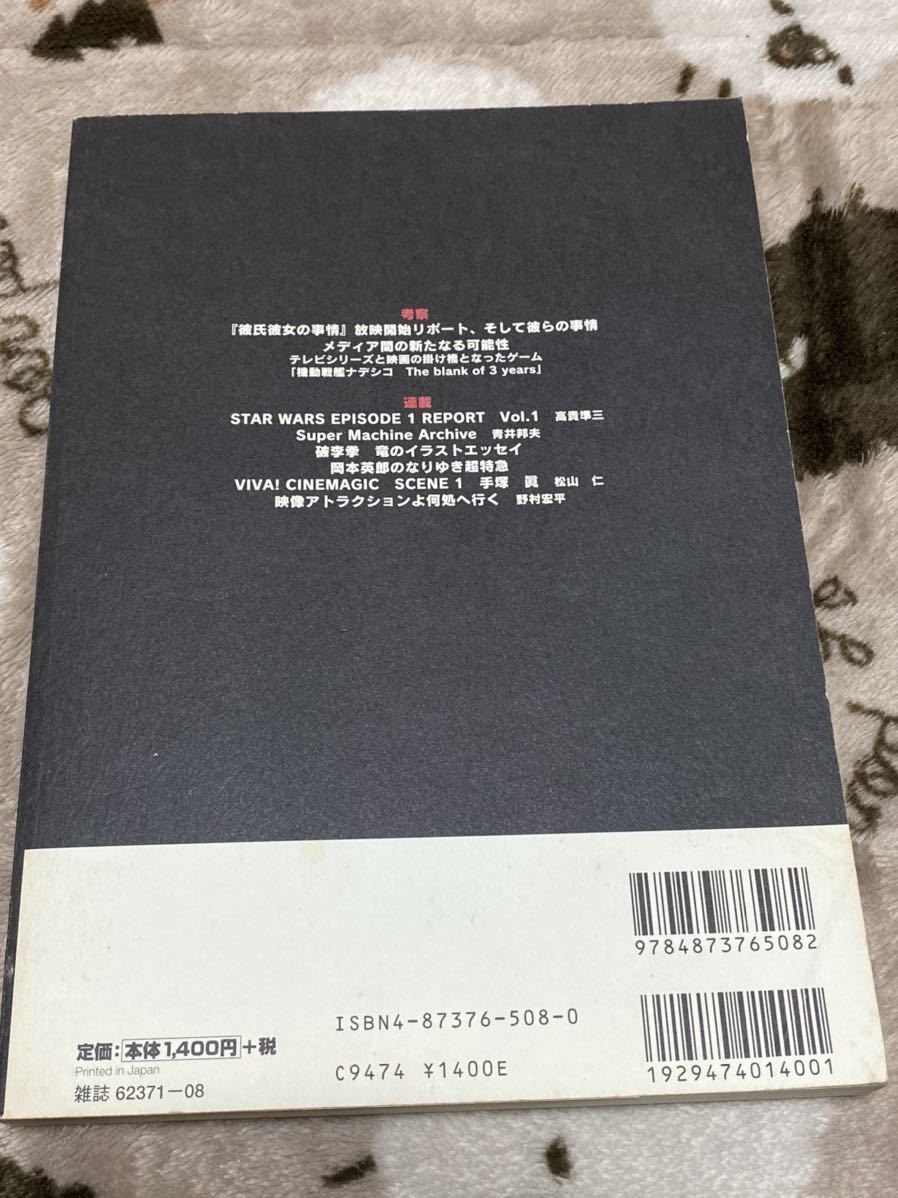 考察
『彼氏彼女の事情』放映開始リポート、そして彼らの事情
メディア間の新たなる可能性
テレビシリーズと映画の掛け橋となったゲーム
「機動戦艦ナデシコ　The blank of 3 years」
連載
STAR WARS EPISODE 1 REPORT　Vol.1　高貴準三
Super Machine Archive　青井邦夫
破李拳　竜のイラストエッセイ
岡本英郎のなりゆき超特急
VIVA! CINEMAGIC　SCENE 1　手塚　眞　松山　仁
映像アトラクションよ何処へ行く　野村宏平
9784873765082
ISBN4-87376-508-0
定価:本体1,400円+税
C9474 ¥1400E
1929474014001
Printed in Japan
雑誌 62371-08